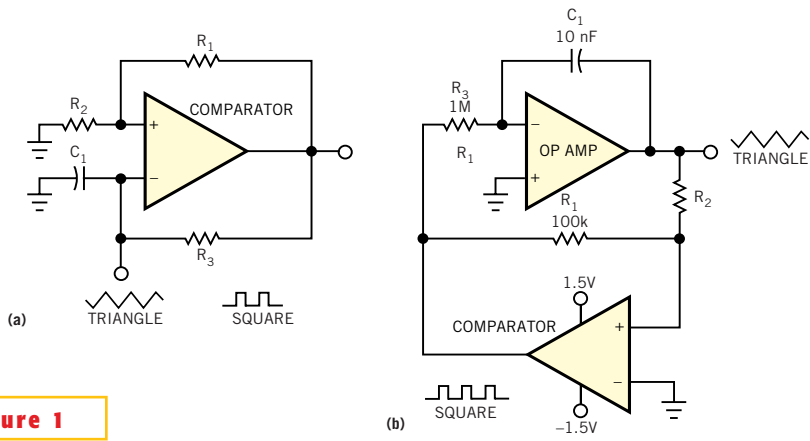 R1
R2
COMPARATOR
+
C1
−
R3
TRIANGLE
SQUARE
(a)
C1
10 nF
R3
1M
R1
−
OP AMP
+
TRIANGLE
R2
R1
100k
1.5V
COMPARATOR
+
−
SQUARE
−1.5V
(b)
ure 1